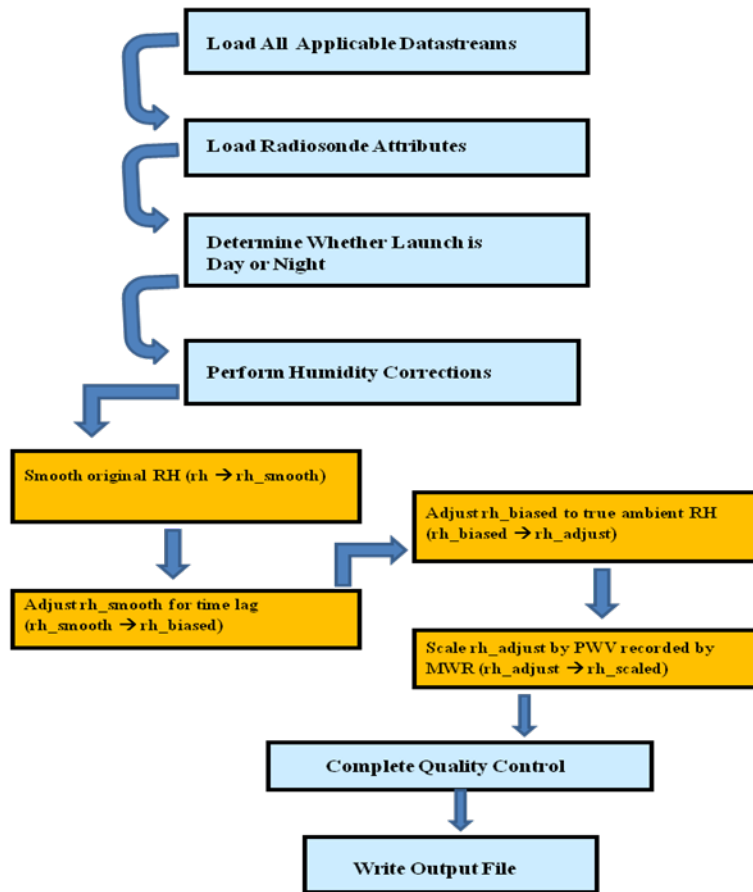 Load All Applicable Datastreams
Load Radiosonde Attributes
Determine Whether Launch is
Day or Night
Perform Humidity Corrections
Smooth original RH (rh → rh_smooth)
Adjust rh_smooth for time lag
(rh_smooth → rh_biased)
Adjust rh_biased to true ambient RH
(rh_biased → rh_adjust)
Scale rh_adjust by PWV recorded by
MWR (rh_adjust → rh_scaled)
Complete Quality Control
Write Output File